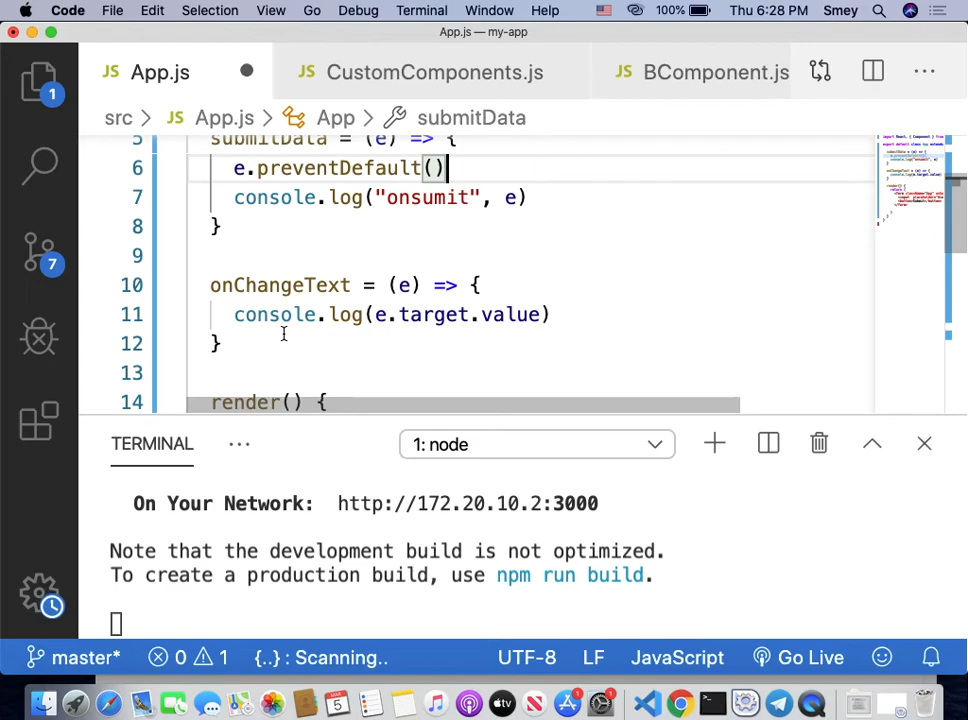 Code File Edit Selection View Go Debug Terminal Window Help 100% Thu 6:28 PM Smey
App.js — my-app
JS App.js JS CustomComponents.js JS BComponent.js ...
src > JS App.js > App > submitData
5 submitData = (e) => {
6 e.preventDefault()
7 console.log("onsumit", e)
8 }
9
10 onChangeText = (e) => {
11 console.log(e.target.value)
12 }
13
14 render() {
1
7
TERMINAL ... 1: node
On Your Network: http://172.20.10.2:3000
Note that the development build is not optimized.
To create a production build, use npm run build.
master* 0 1 {..} : Scanning.. UTF-8 LF JavaScript Go Live